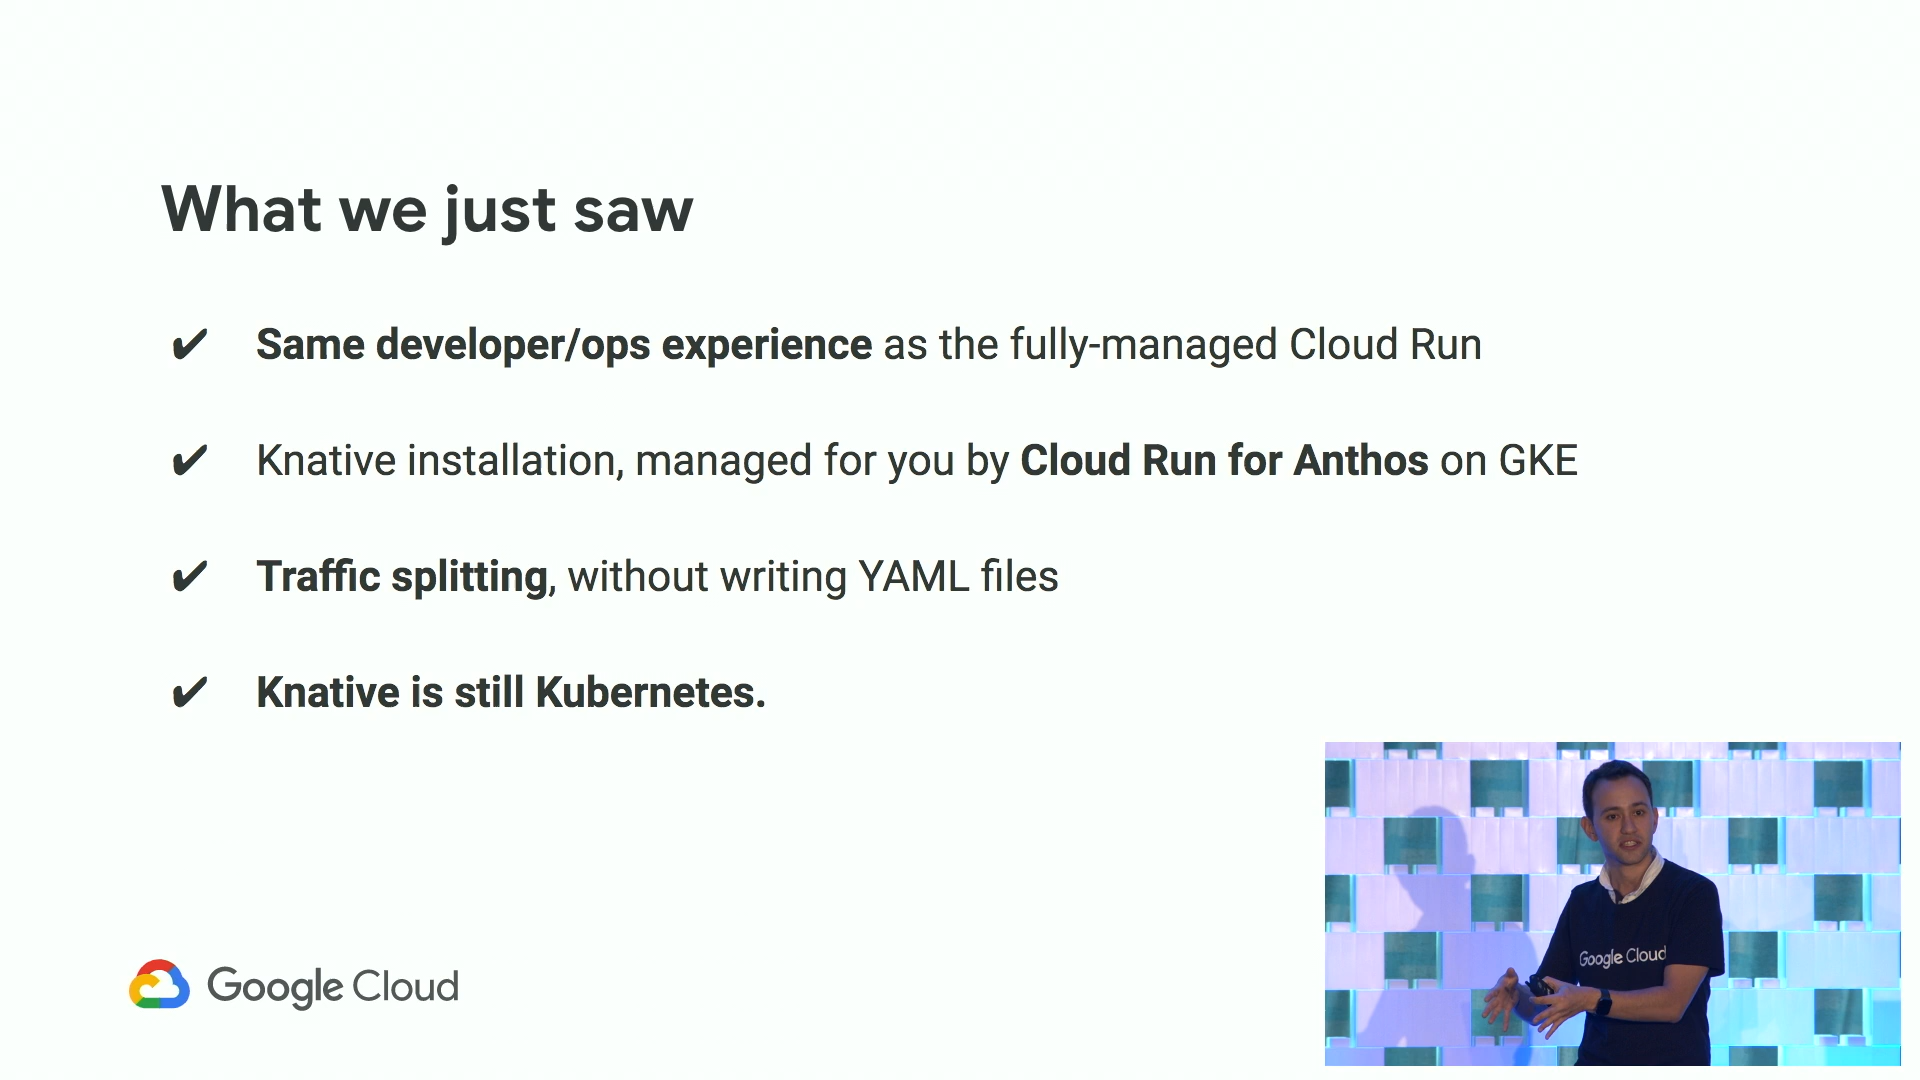 What we just saw
✔ Same developer/ops experience as the fully-managed Cloud Run
✔ Knative installation, managed for you by Cloud Run for Anthos on GKE
✔ Traffic splitting, without writing YAML files
✔ Knative is still Kubernetes.
Google Cloud
Google Cloud